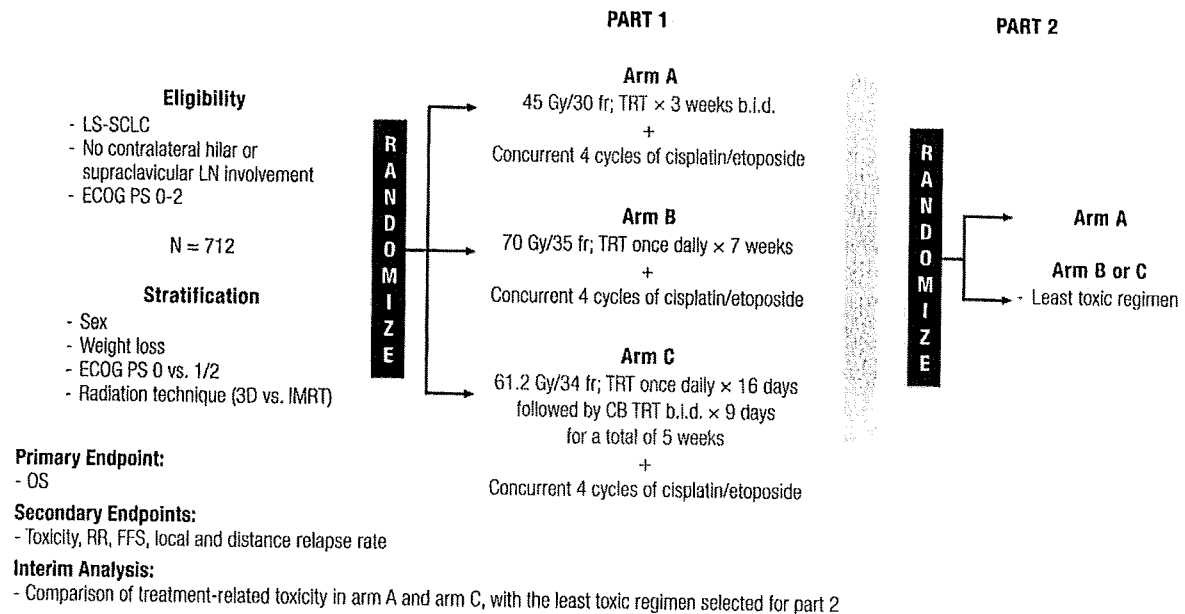 PART 1
PART 2
Eligibility
- LS-SCLC
- No contralateral hilar or
supraclavicular LN involvement
- ECOG PS 0-2
N = 712
Stratification
- Sex
- Weight loss
- ECOG PS 0 vs. 1/2
- Radiation technique (3D vs. IMRT)
RANDOMIZE
Arm A
45 Gy/30 fr; TRT × 3 weeks b.i.d.
+
Concurrent 4 cycles of cisplatin/etoposide
Arm B
70 Gy/35 fr; TRT once daily × 7 weeks
+
Concurrent 4 cycles of cisplatin/etoposide
Arm C
61.2 Gy/34 fr; TRT once daily × 16 days
followed by CB TRT b.i.d. × 9 days
for a total of 5 weeks
+
Concurrent 4 cycles of cisplatin/etoposide
RANDOMIZE
Arm A
Arm B or C
- Least toxic regimen
Primary Endpoint:
- OS
Secondary Endpoints:
- Toxicity, RR, FFS, local and distance relapse rate
Interim Analysis:
- Comparison of treatment-related toxicity in arm A and arm C, with the least toxic regimen selected for part 2